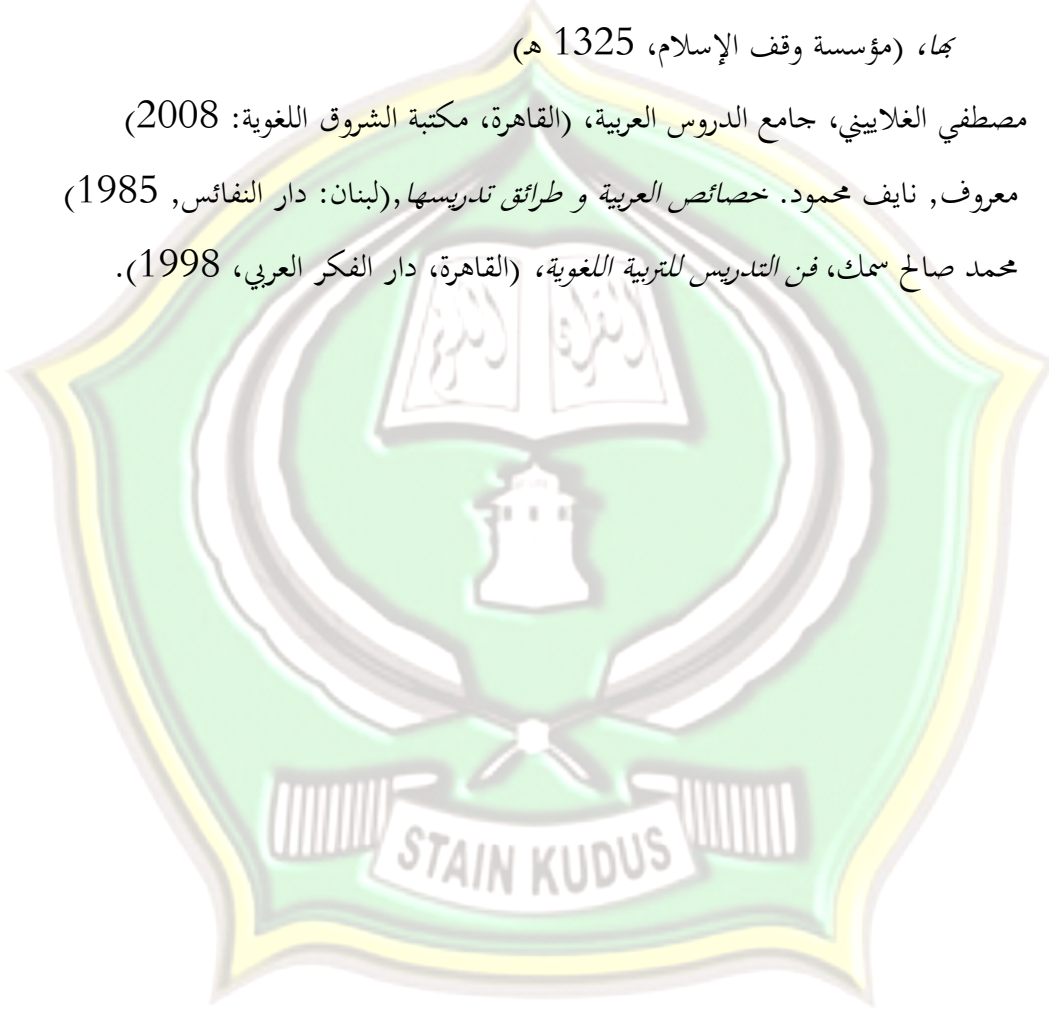 بها، (مؤسسة وقف الإسلام، 1325 هـ)
مصطفي الغلاييني، جامع الدروس العربية، (القاهرة، مكتبة الشروق اللغوية: 2008)
معروف, نايف محمود. خصائص العربية و طرائق تدريسها,(لبنان: دار النفائس, 1985)
محمد صالح سمك، فن التدريس للتربية اللغوية، (القاهرة، دار الفكر العربي، 1998).
STAIN KUDUS